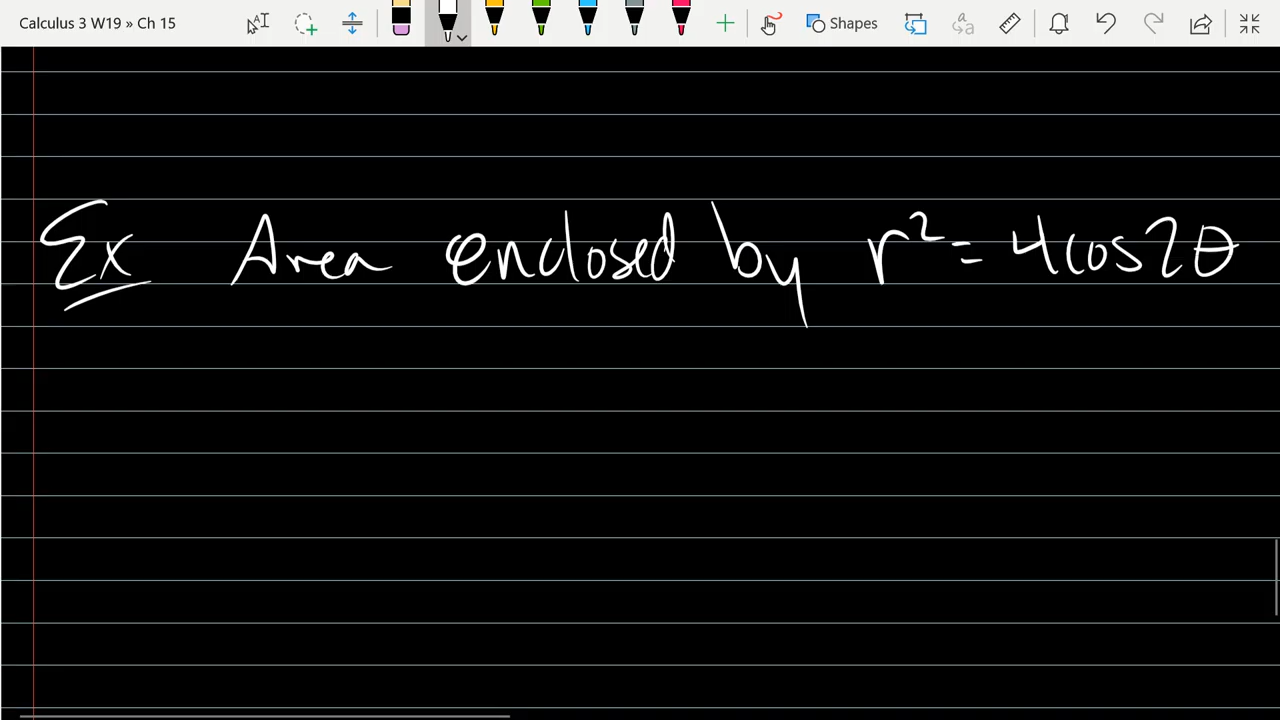 Calculus 3 W19 » Ch 15
Shapes
Ex Area enclosed by r² = 4cos2θ